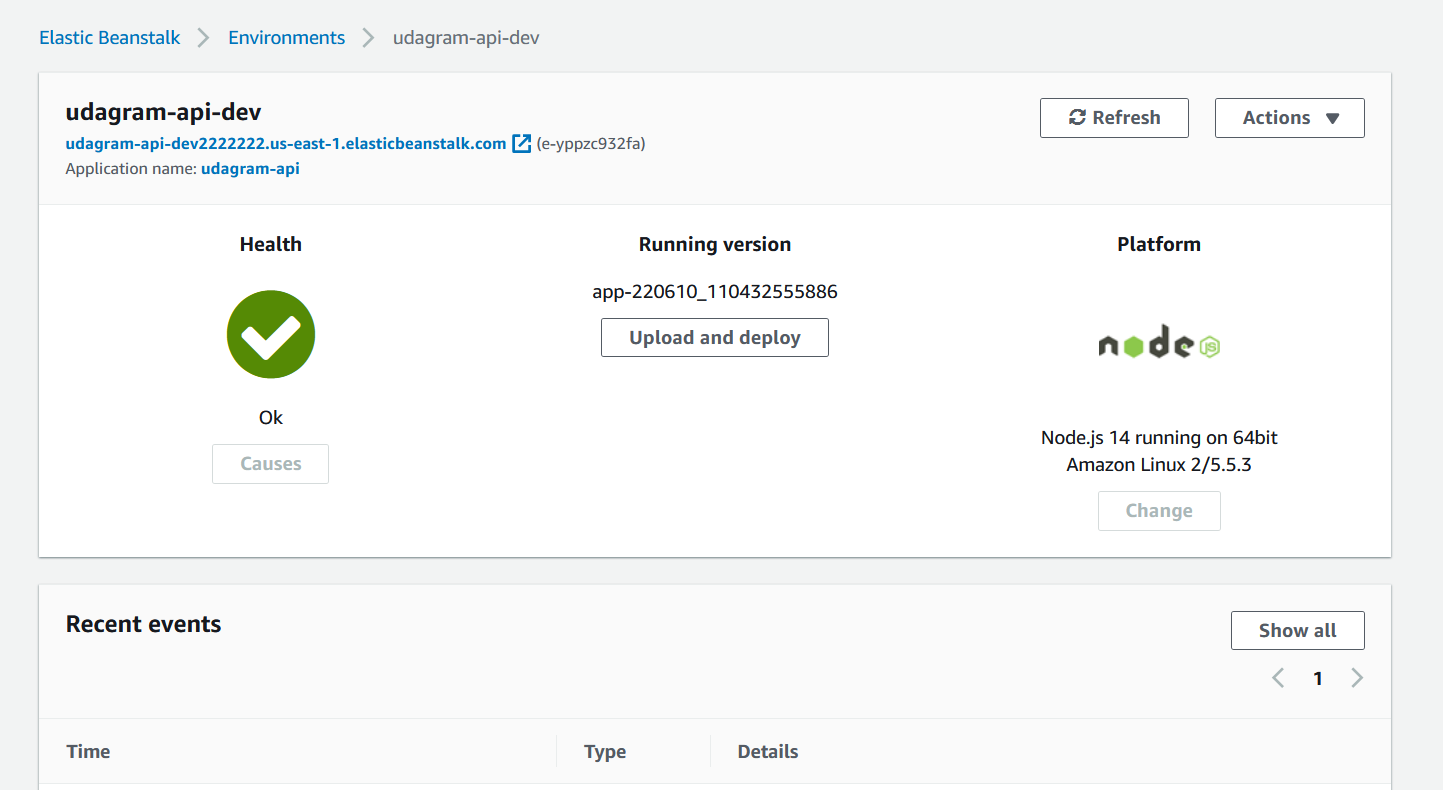 Elastic Beanstalk > Environments > udagram-api-dev
udagram-api-dev
Refresh
Actions
udagram-api-dev2222222.us-east-1.elasticbeanstalk.com (e-yppzc932fa)
Application name: udagram-api
Health
Running version
Platform
app-220610_110432555886
Upload and deploy
node JS
Ok
Causes
Node.js 14 running on 64bit
Amazon Linux 2/5.5.3
Change
Recent events
Show all
1
Time
Type
Details